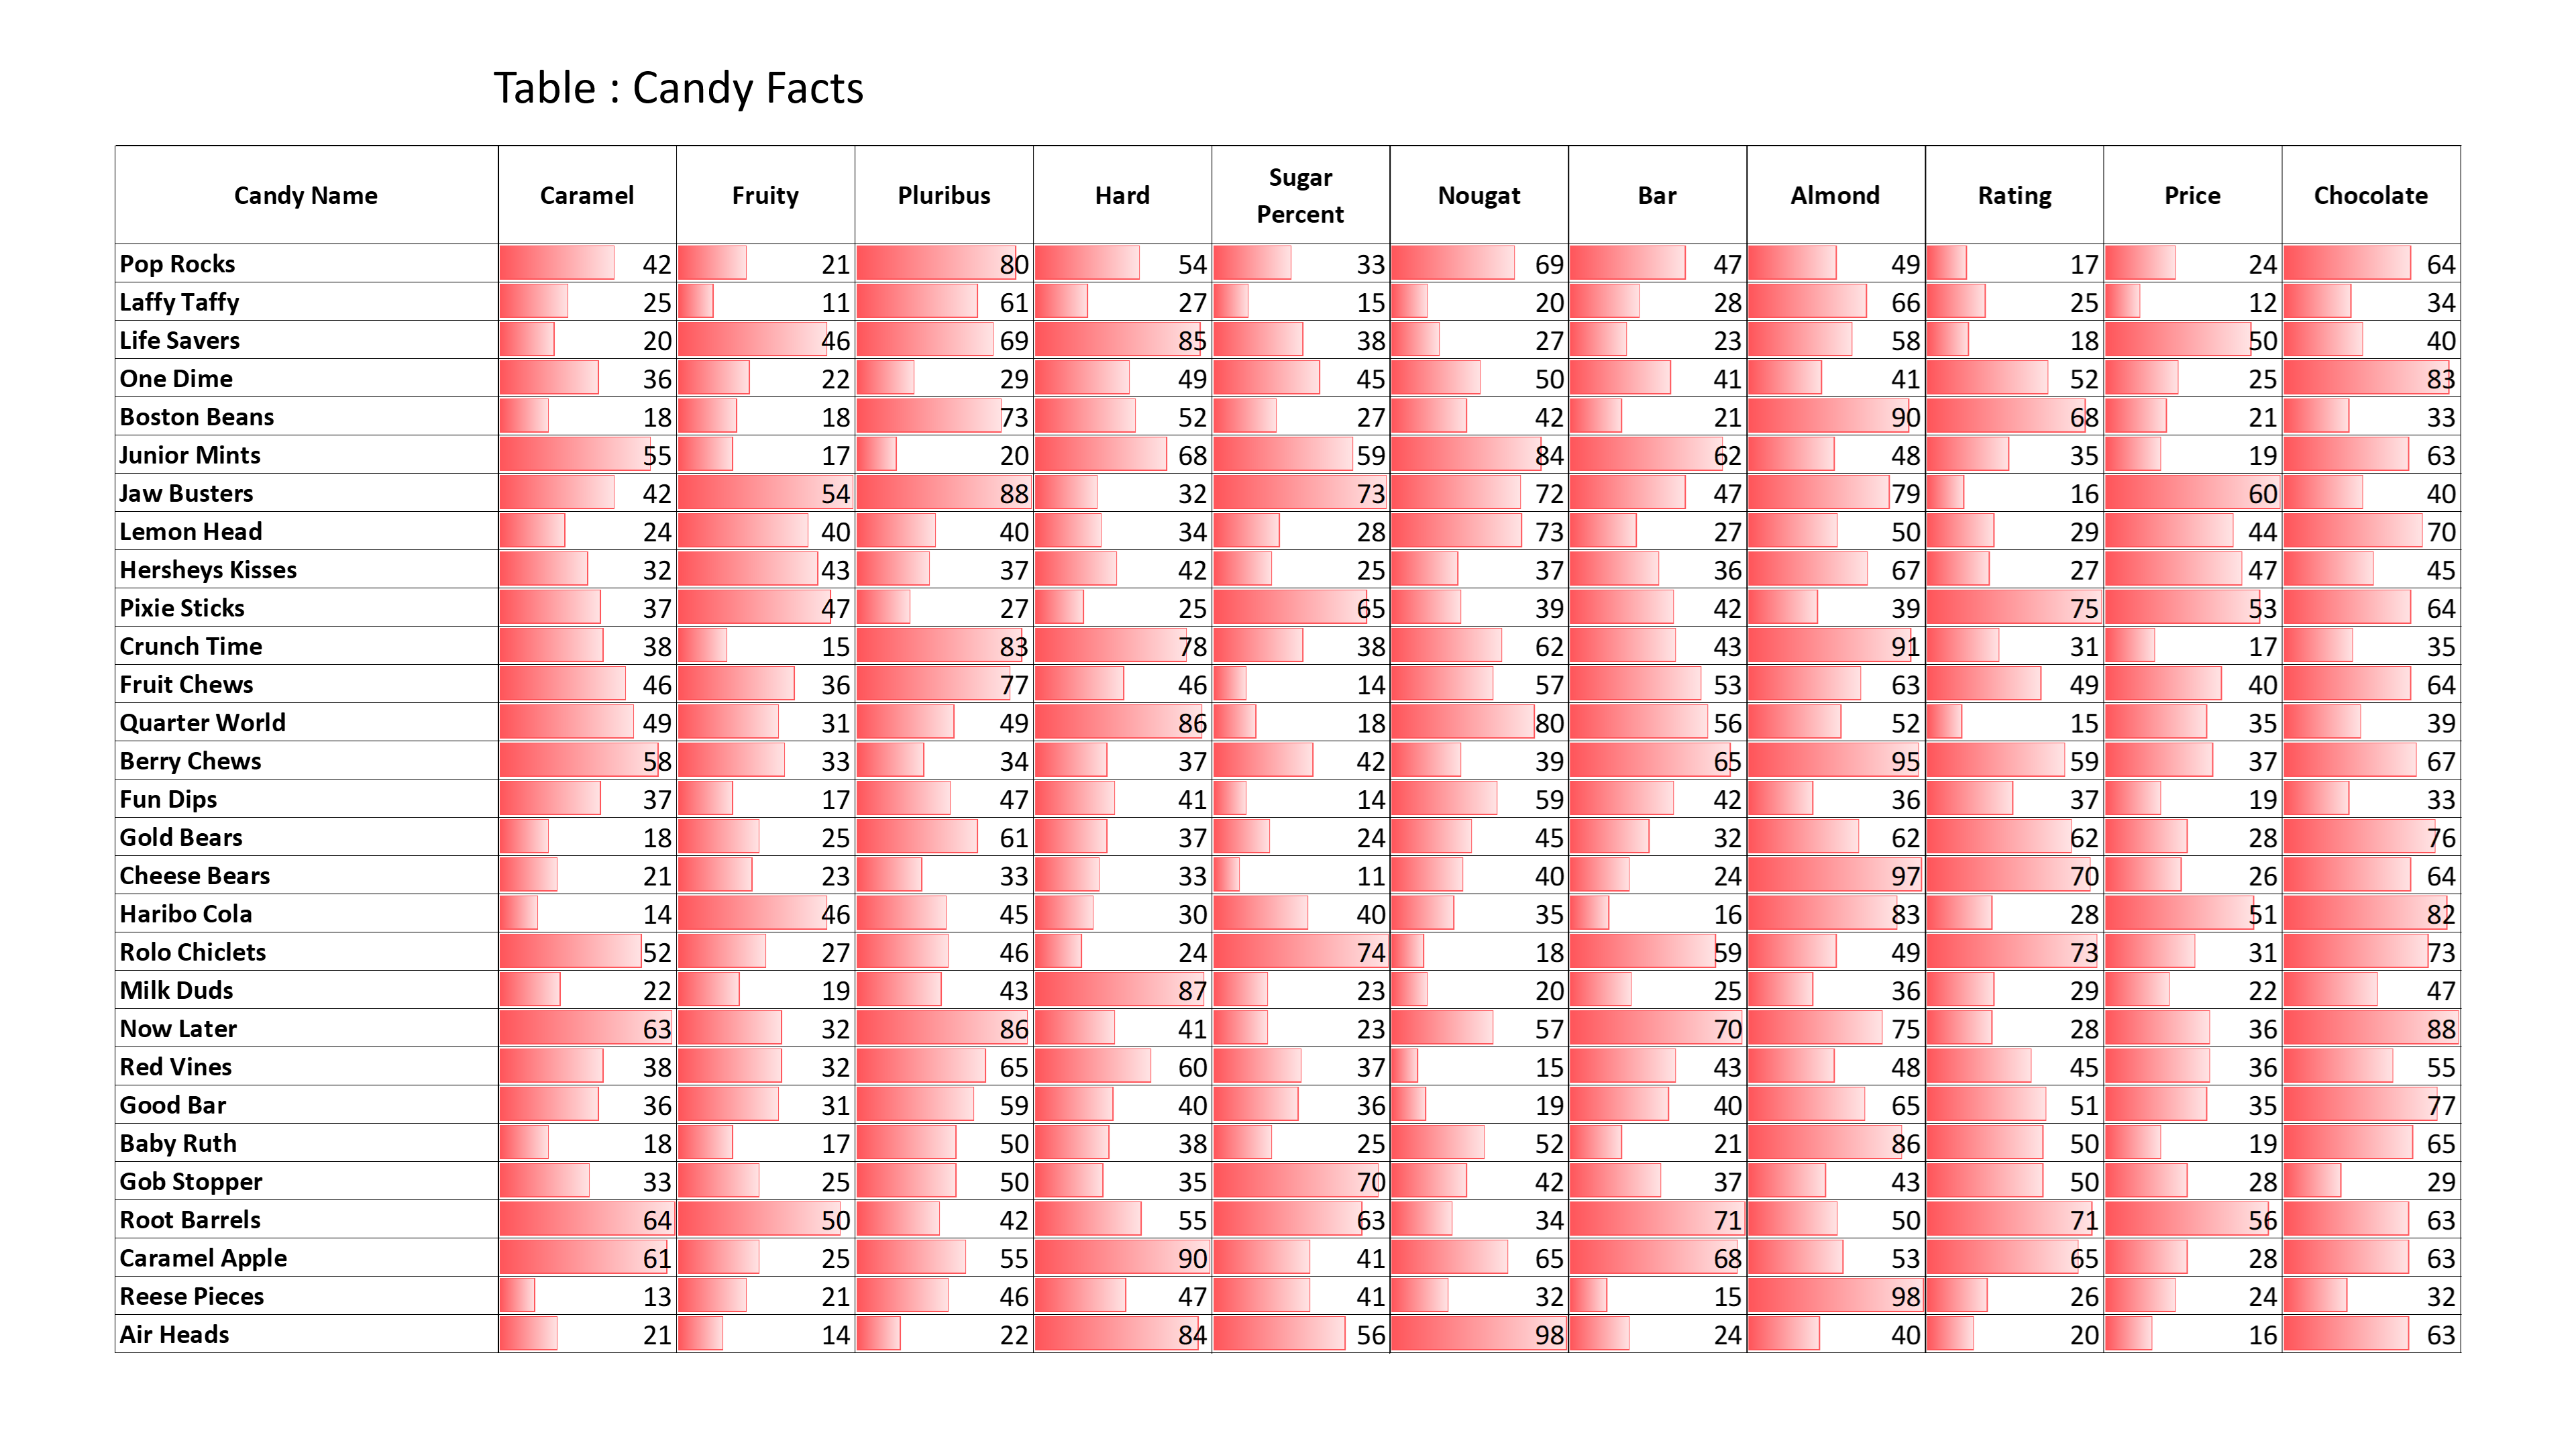 Table : Candy Facts
Candy Name Caramel Fruity Pluribus Hard Sugar Percent Nougat Bar Almond Rating Price Chocolate
Pop Rocks 42 21 80 54 33 69 47 49 17 24 64
Laffy Taffy 25 11 61 27 15 20 28 66 25 12 34
Life Savers 20 46 69 85 38 27 23 58 18 50 40
One Dime 36 22 29 49 45 50 41 41 52 25 83
Boston Beans 18 18 73 52 27 42 21 90 68 21 33
Junior Mints 55 17 20 68 59 84 62 48 35 19 63
Jaw Busters 42 54 88 32 73 72 47 79 16 60 40
Lemon Head 24 40 40 34 28 73 27 50 29 44 70
Hersheys Kisses 32 43 37 42 25 37 36 67 27 47 45
Pixie Sticks 37 47 27 25 65 39 42 39 75 53 64
Crunch Time 38 15 83 78 38 62 43 91 31 17 35
Fruit Chews 46 36 77 46 14 57 53 63 49 40 64
Quarter World 49 31 49 86 18 80 56 52 15 35 39
Berry Chews 58 33 34 37 42 39 65 95 59 37 67
Fun Dips 37 17 47 41 14 59 42 36 37 19 33
Gold Bears 18 25 61 37 24 45 32 62 62 28 76
Cheese Bears 21 23 33 33 11 40 24 97 70 26 64
Haribo Cola 14 46 45 30 40 35 16 83 28 51 82
Rolo Chiclets 52 27 46 24 74 18 59 49 73 31 73
Milk Duds 22 19 43 87 23 20 25 36 29 22 47
Now Later 63 32 86 41 23 57 70 75 28 36 88
Red Vines 38 32 65 60 37 15 43 48 45 36 55
Good Bar 36 31 59 40 36 19 40 65 51 35 77
Baby Ruth 18 17 50 38 25 52 21 86 50 19 65
Gob Stopper 33 25 50 35 70 42 37 43 50 28 29
Root Barrels 64 50 42 55 63 34 71 50 71 56 63
Caramel Apple 61 25 55 90 41 65 68 53 65 28 63
Reese Pieces 13 21 46 47 41 32 15 98 26 24 32
Air Heads 21 14 22 84 56 98 24 40 20 16 63